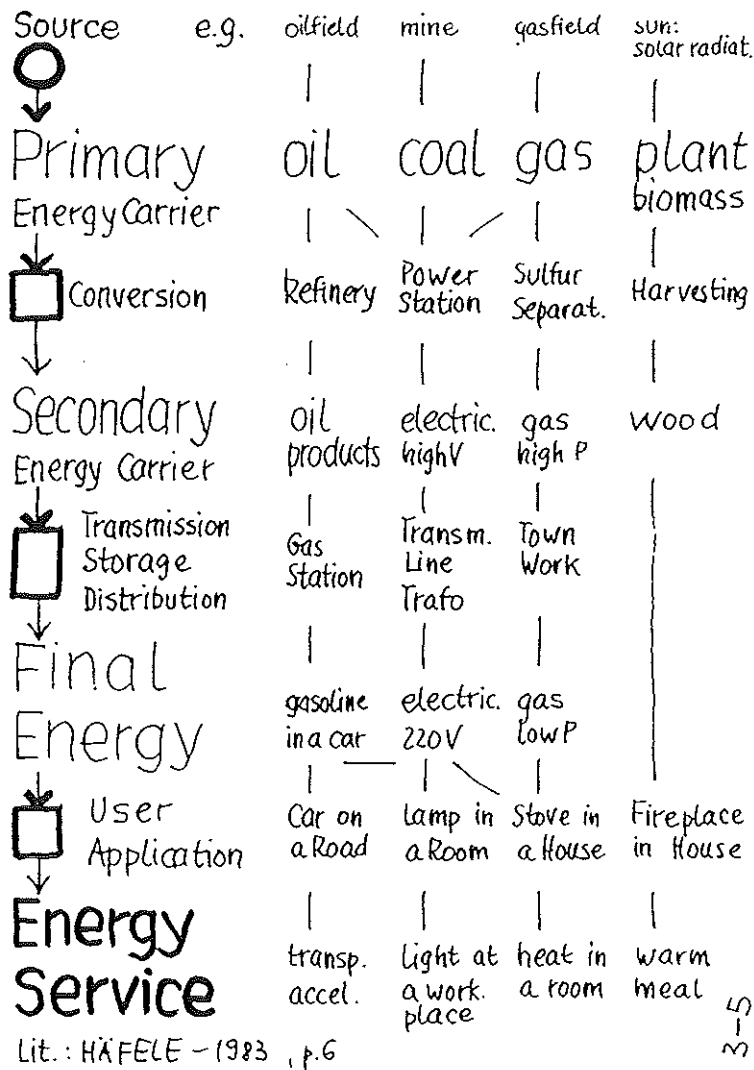 Source e.g. oilfield mine gasfield sun:
solar radiat.
Primary oil coal gas plant
Energy Carrier biomass
Conversion Refinery Power Station Sulfur Separat. Harvesting
Secondary oil electric. gas wood
Energy Carrier products high V high P
Transmission Gas Transm. Town
Storage Station Line Work
Distribution Trafo
Final
Energy gasoline electric. gas
in a car 220V low P
User Car on Lamp in Stove in Fireplace
Application a Road a Room a House in House
Energy transp. Light at heat in warm
Service accel. a work. a room meal
place
Lit.: HÄFELE - 1983 , p.6
3-5